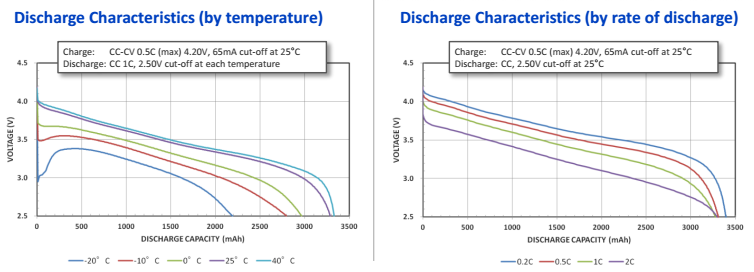 Discharge Characteristics (by temperature)
Charge: CC-CV 0.5C (max) 4.20V, 65mA cut-off at 25°C
Discharge: CC 1C, 2.50V cut-off at each temperature
4.5
4.0
3.5
3.0
2.5
VOLTAGE (V)
0 500 1000 1500 2000 2500 3000 3500
DISCHARGE CAPACITY (mAh)
-20° C -10° C 0° C 25° C 40° C
Discharge Characteristics (by rate of discharge)
Charge: CC-CV 0.5C (max) 4.20V, 65mA cut-off at 25°C
Discharge: CC, 2.50V cut-off at 25°C
4.5
4.0
3.5
3.0
2.5
VOLTAGE (V)
0 500 1000 1500 2000 2500 3000 3500
DISCHARGE CAPACITY (mAh)
0.2C 0.5C 1C 2C